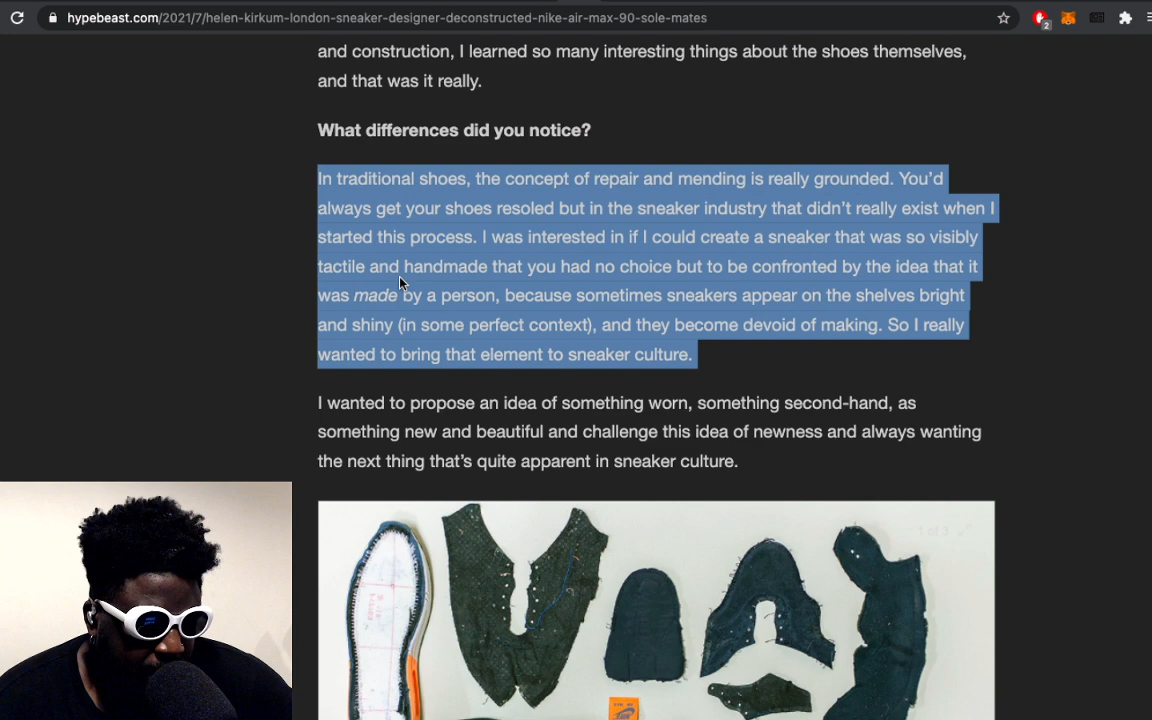 hypebeast.com/2021/7/helen-kirkum-london-sneaker-designer-deconstructed-nike-air-max-90-sole-mates
2
and construction, I learned so many interesting things about the shoes themselves,
and that was it really.
What differences did you notice?
In traditional shoes, the concept of repair and mending is really grounded. You’d
always get your shoes resoled but in the sneaker industry that didn’t really exist when I
started this process. I was interested in if I could create a sneaker that was so visibly
tactile and handmade that you had no choice but to be confronted by the idea that it
was made by a person, because sometimes sneakers appear on the shelves bright
and shiny (in some perfect context), and they become devoid of making. So I really
wanted to bring that element to sneaker culture.
I wanted to propose an idea of something worn, something second-hand, as
something new and beautiful and challenge this idea of newness and always wanting
the next thing that’s quite apparent in sneaker culture.
1 of 3